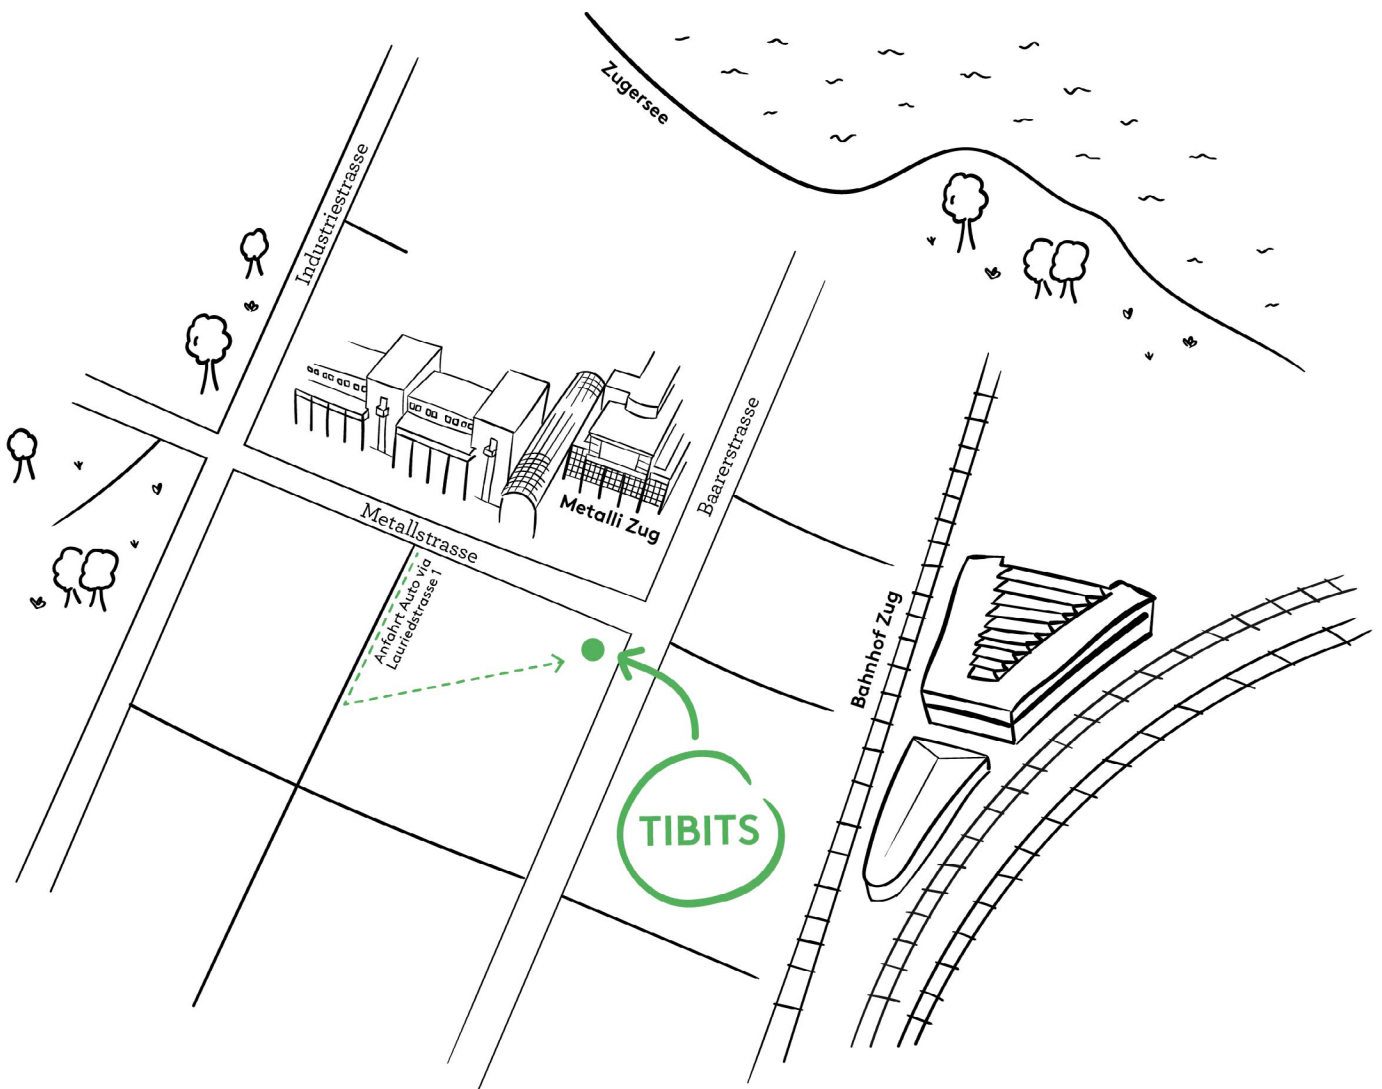 Zugersee
Industriestrasse
Baarerstrasse
Metalli Zug
Metallstrasse
Anfahrt Auto via
Lauriedstrasse 1
Bahnhof Zug
TIBITS